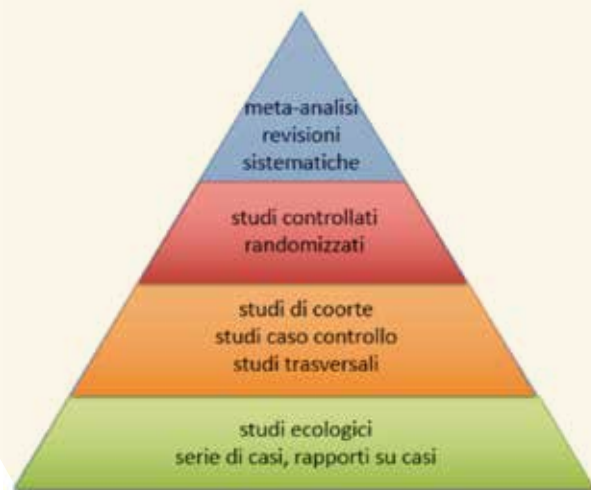 meta-analisi
revisioni
sistematiche
studi controllati
randomizzati
studi di coorte
studi caso controllo
studi trasversali
studi ecologici
serie di casi, rapporti su casi